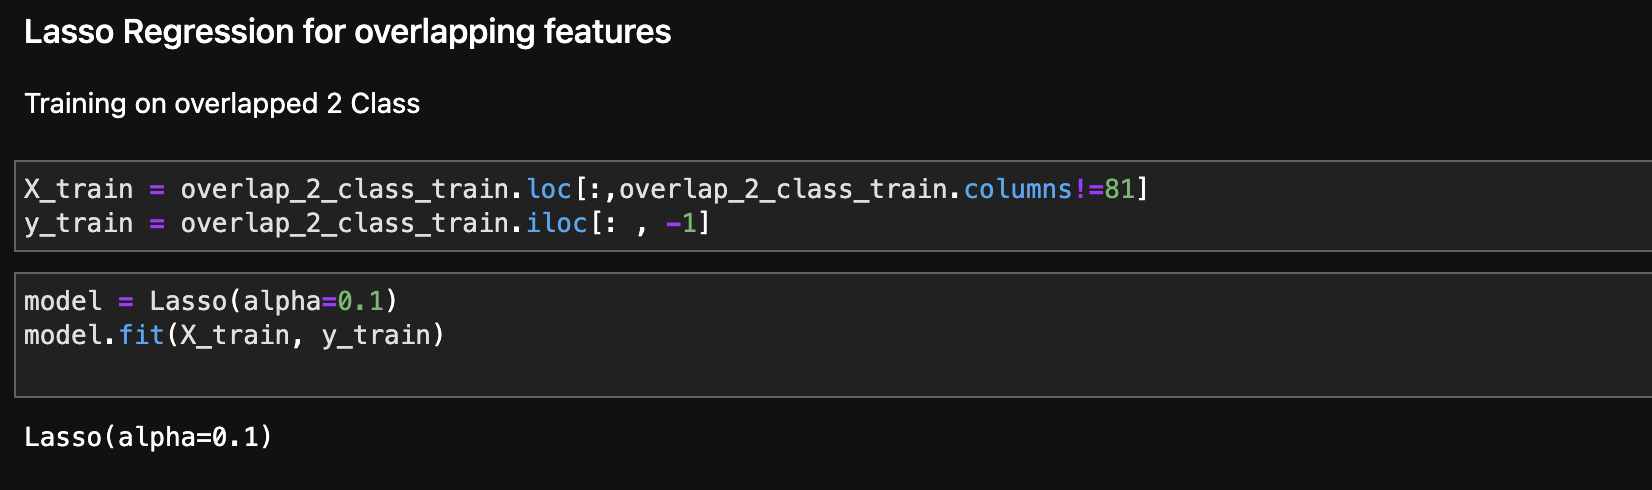 Lasso Regression for overlapping features
Training on overlapped 2 Class
X_train = overlap_2_class_train.loc[:,overlap_2_class_train.columns!=81]
y_train = overlap_2_class_train.iloc[: , -1]
model = Lasso(alpha=0.1)
model.fit(X_train, y_train)
Lasso(alpha=0.1)